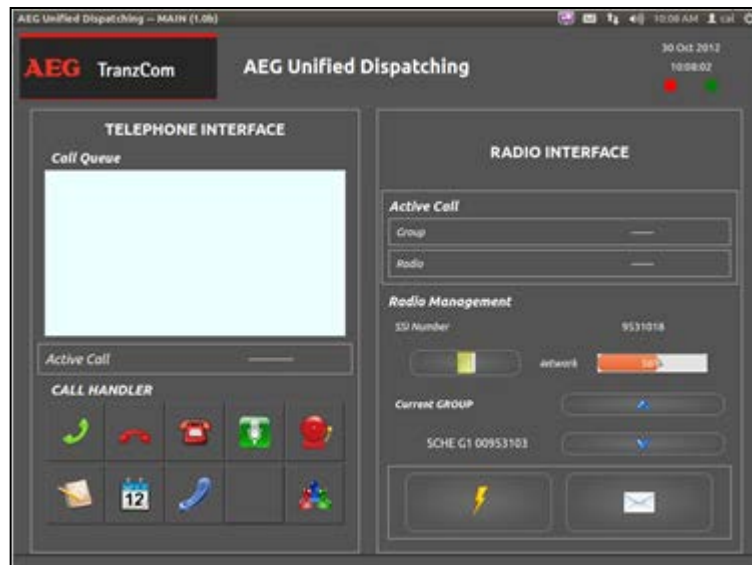 AEG Unified Dispatching -- MAIN (1.0b)
10:08 AM
cal
AEG TranzCom
AEG Unified Dispatching
30 Oct 2012
10:08:02
TELEPHONE INTERFACE
Call Queue
Active Call
CALL HANDLER
12
RADIO INTERFACE
Active Call
Group
Radio
Radio Management
SSI Number
9531018
network
Current GROUP
SCHE G1 00953103